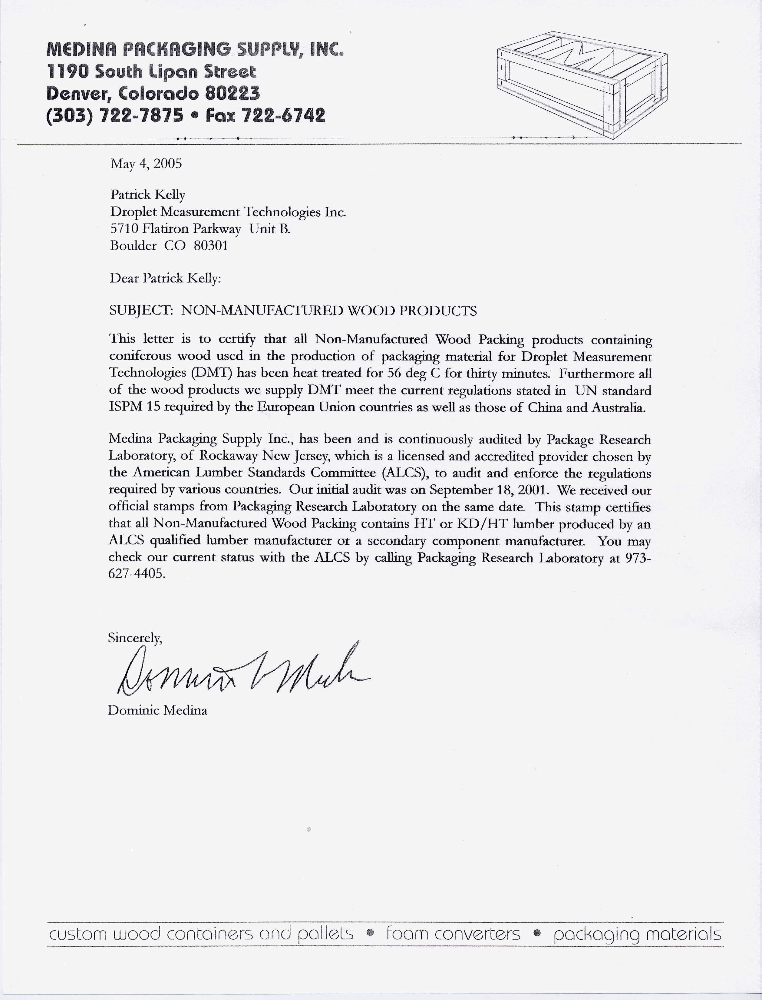 MEDINA PACKAGING SUPPLY, INC.
1190 South Lipan Street
Denver, Colorado 80223
(303) 722-7875 • Fax 722-6742
M
May 4, 2005
Patrick Kelly
Droplet Measurement Technologies Inc.
5710 Flatiron Parkway Unit B.
Boulder CO 80301
Dear Patrick Kelly:
SUBJECT: NON-MANUFACTURED WOOD PRODUCTS
This letter is to certify that all Non-Manufactured Wood Packing products containing
coniferous wood used in the production of packaging material for Droplet Measurement
Technologies (DMT) has been heat treated for 56 deg C for thirty minutes. Furthermore all
of the wood products we supply DMT meet the current regulations stated in UN standard
ISPM 15 required by the European Union countries as well as those of China and Australia.
Medina Packaging Supply Inc., has been and is continuously audited by Package Research
Laboratory, of Rockaway New Jersey, which is a licensed and accredited provider chosen by
the American Lumber Standards Committee (ALCS), to audit and enforce the regulations
required by various countries. Our initial audit was on September 18, 2001. We received our
official stamps from Packaging Research Laboratory on the same date. This stamp certifies
that all Non-Manufactured Wood Packing contains HT or KD/HT lumber produced by an
ALCS qualified lumber manufacturer or a secondary component manufacturer. You may
check our current status with the ALCS by calling Packaging Research Laboratory at 973-
627-4405.
Sincerely,
Dominic Medina
custom wood containers and pallets • foam converters • packaging materials